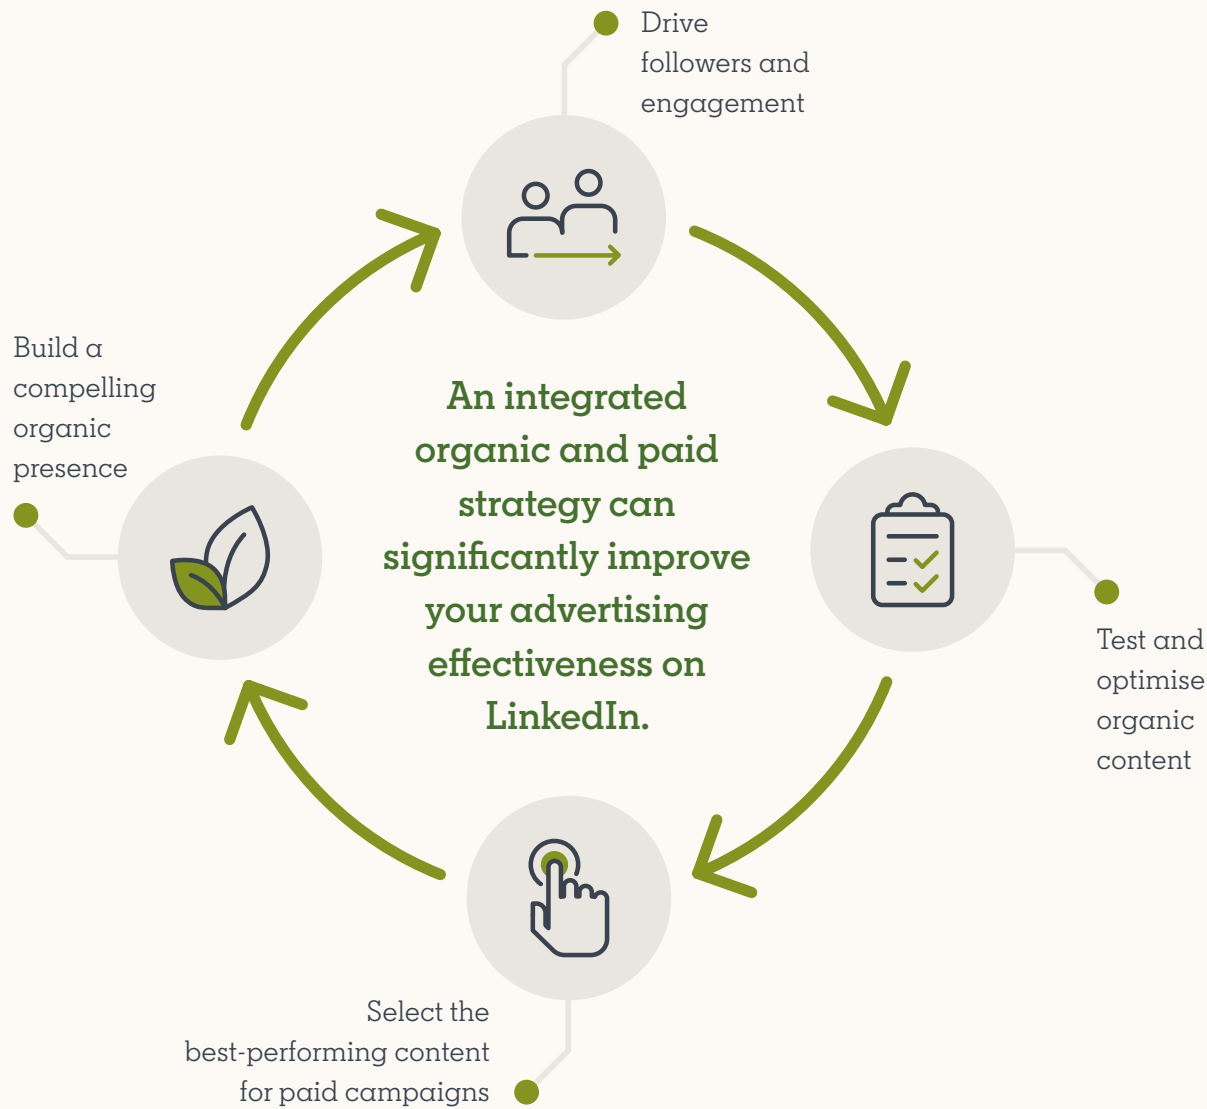 Drive
followers and
engagement
Build a
compelling
organic
presence
An integrated
organic and paid
strategy can
significantly improve
your advertising
effectiveness on
LinkedIn.
Test and
optimise
organic
content
Select the
best-performing content
for paid campaigns